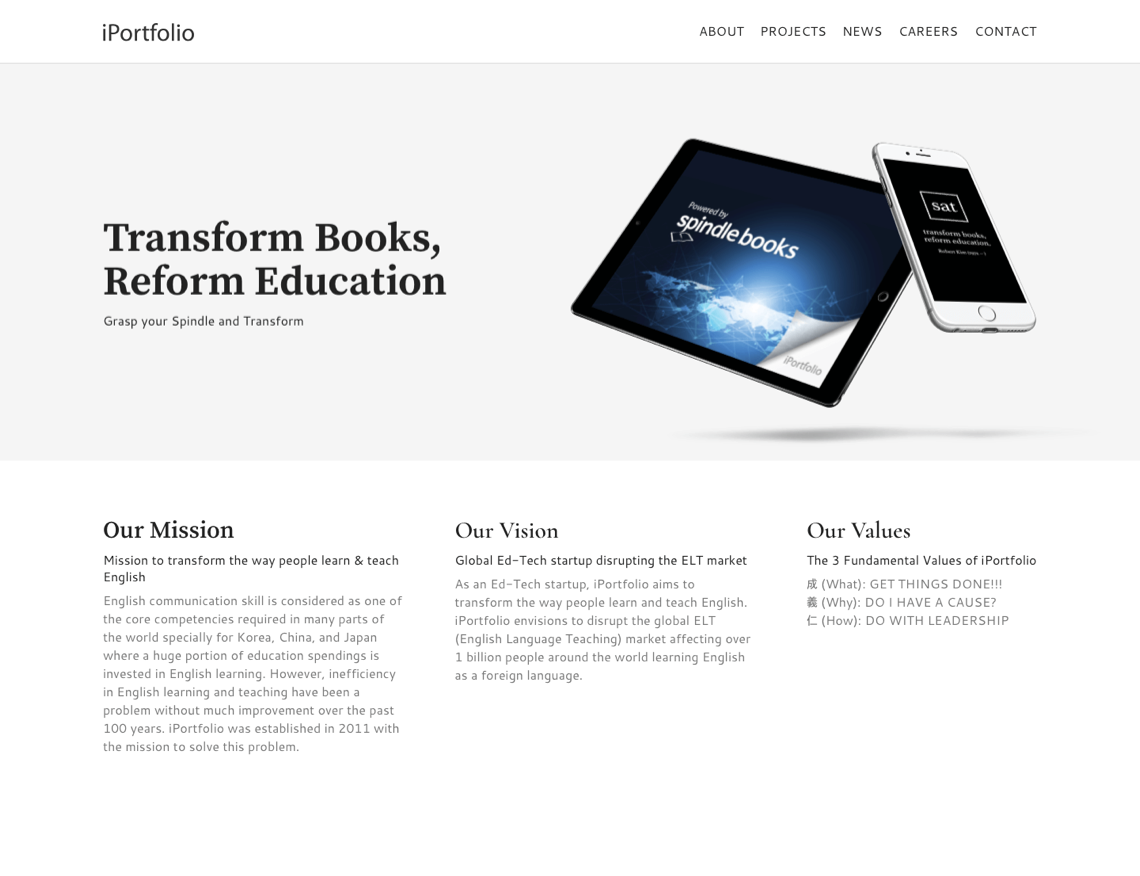 iPortfolio
ABOUT PROJECTS NEWS CAREERS CONTACT
Transform Books,
Reform Education
Grasp your Spindle and Transform
Powered by
spindlebooks
iPortfolio
sat
transform books,
reform education.
Our Mission
Mission to transform the way people learn & teach
English
English communication skill is considered as one of
the core competencies required in many parts of
the world specially for Korea, China, and Japan
where a huge portion of education spendings is
invested in English learning. However, inefficiency
in English learning and teaching have been a
problem without much improvement over the past
100 years. iPortfolio was established in 2011 with
the mission to solve this problem.
Our Vision
Global Ed-Tech startup disrupting the ELT market
As an Ed-Tech startup, iPortfolio aims to
transform the way people learn and teach English.
iPortfolio envisions to disrupt the global ELT
(English Language Teaching) market affecting over
1 billion people around the world learning English
as a foreign language.
Our Values
The 3 Fundamental Values of iPortfolio
成 (What): GET THINGS DONE!!!
義 (Why): DO I HAVE A CAUSE?
仁 (How): DO WITH LEADERSHIP